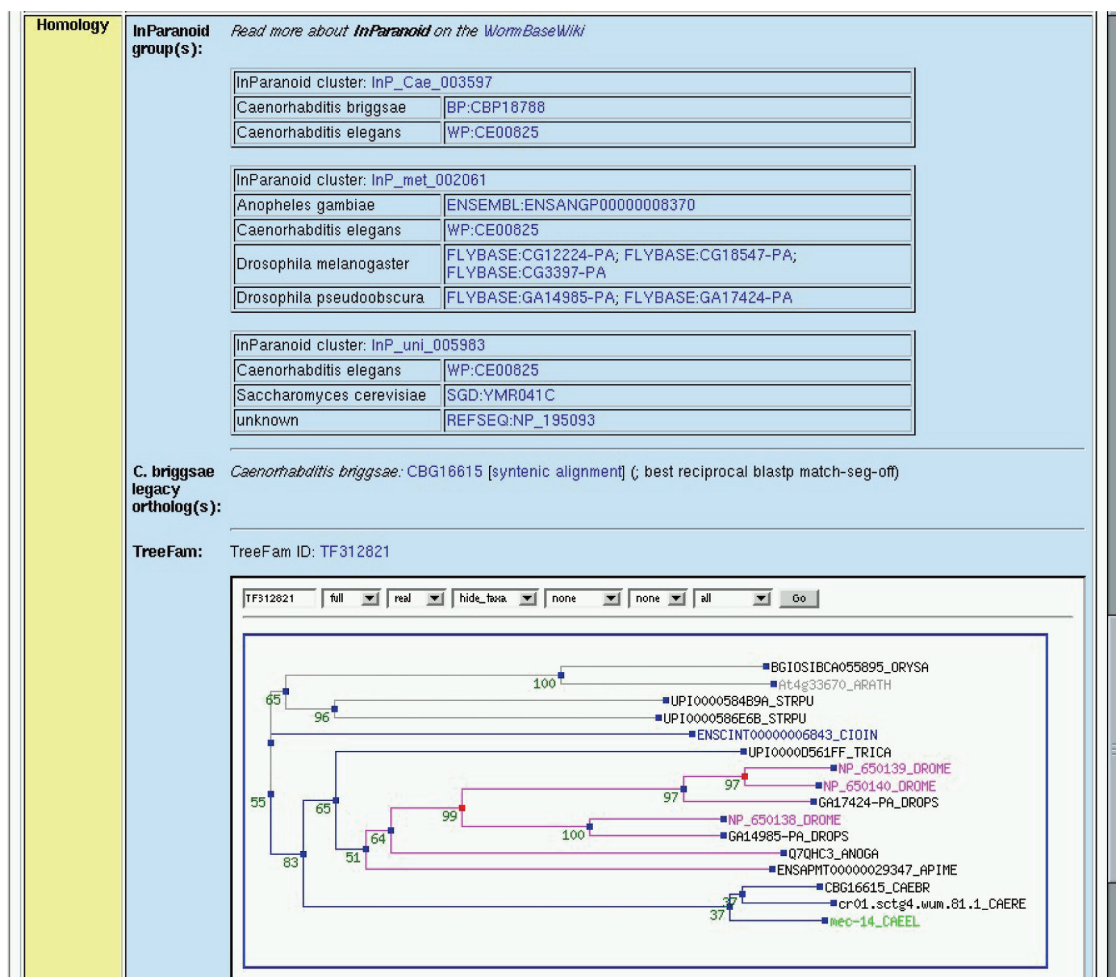 Homology
InParanoid group(s):
Read more about InParanoid on the WormBaseWiki
InParanoid cluster: InP_Cae_003597
Caenorhabditis briggsae BP:CBP18788
Caenorhabditis elegans WP:CE00825
InParanoid cluster: InP_met_002061
Anopheles gambiae ENSEMBL:ENSANGP00000008370
Caenorhabditis elegans WP:CE00825
Drosophila melanogaster FLYBASE:CG12224-PA; FLYBASE:CG18547-PA;
FLYBASE:CG3397-PA
Drosophila pseudoobscura FLYBASE:GA14985-PA; FLYBASE:GA17424-PA
InParanoid cluster: InP_uni_005983
Caenorhabditis elegans WP:CE00825
Saccharomyces cerevisiae SGD:YMR041C
unknown REFSEQ:NP_195093
C. briggsae
legacy
ortholog(s):
Caenorhabditis briggsae: CBG16615 [syntenic alignment] (; best reciprocal blastp match-seg-off)
TreeFam: TreeFam ID: TF312821
TF312821 full real hide_taxa none none all Go
BGIOSIBCA055895_ORYSA
100 At4g33670_ARATH
65 UPI0000584B9A_STRPU
96 UPI0000586E6B_STRPU
ENSCINT00000006843_CIOIN
UPI0000D561FF_TRICA
NP_650139_DROME
97 NP_650140_DROME
55 65 97 GA17424-PA_DROPS
99 NP_650138_DROME
64 100 GA14985-PA_DROPS
83 51 Q7QHC3_ANOGA
ENSAPMT00000029347_APIME
CBG16615_CAEBR
37 cr01.sctg4.wum.81.1_CAERE
37 mec-14_CAEEL